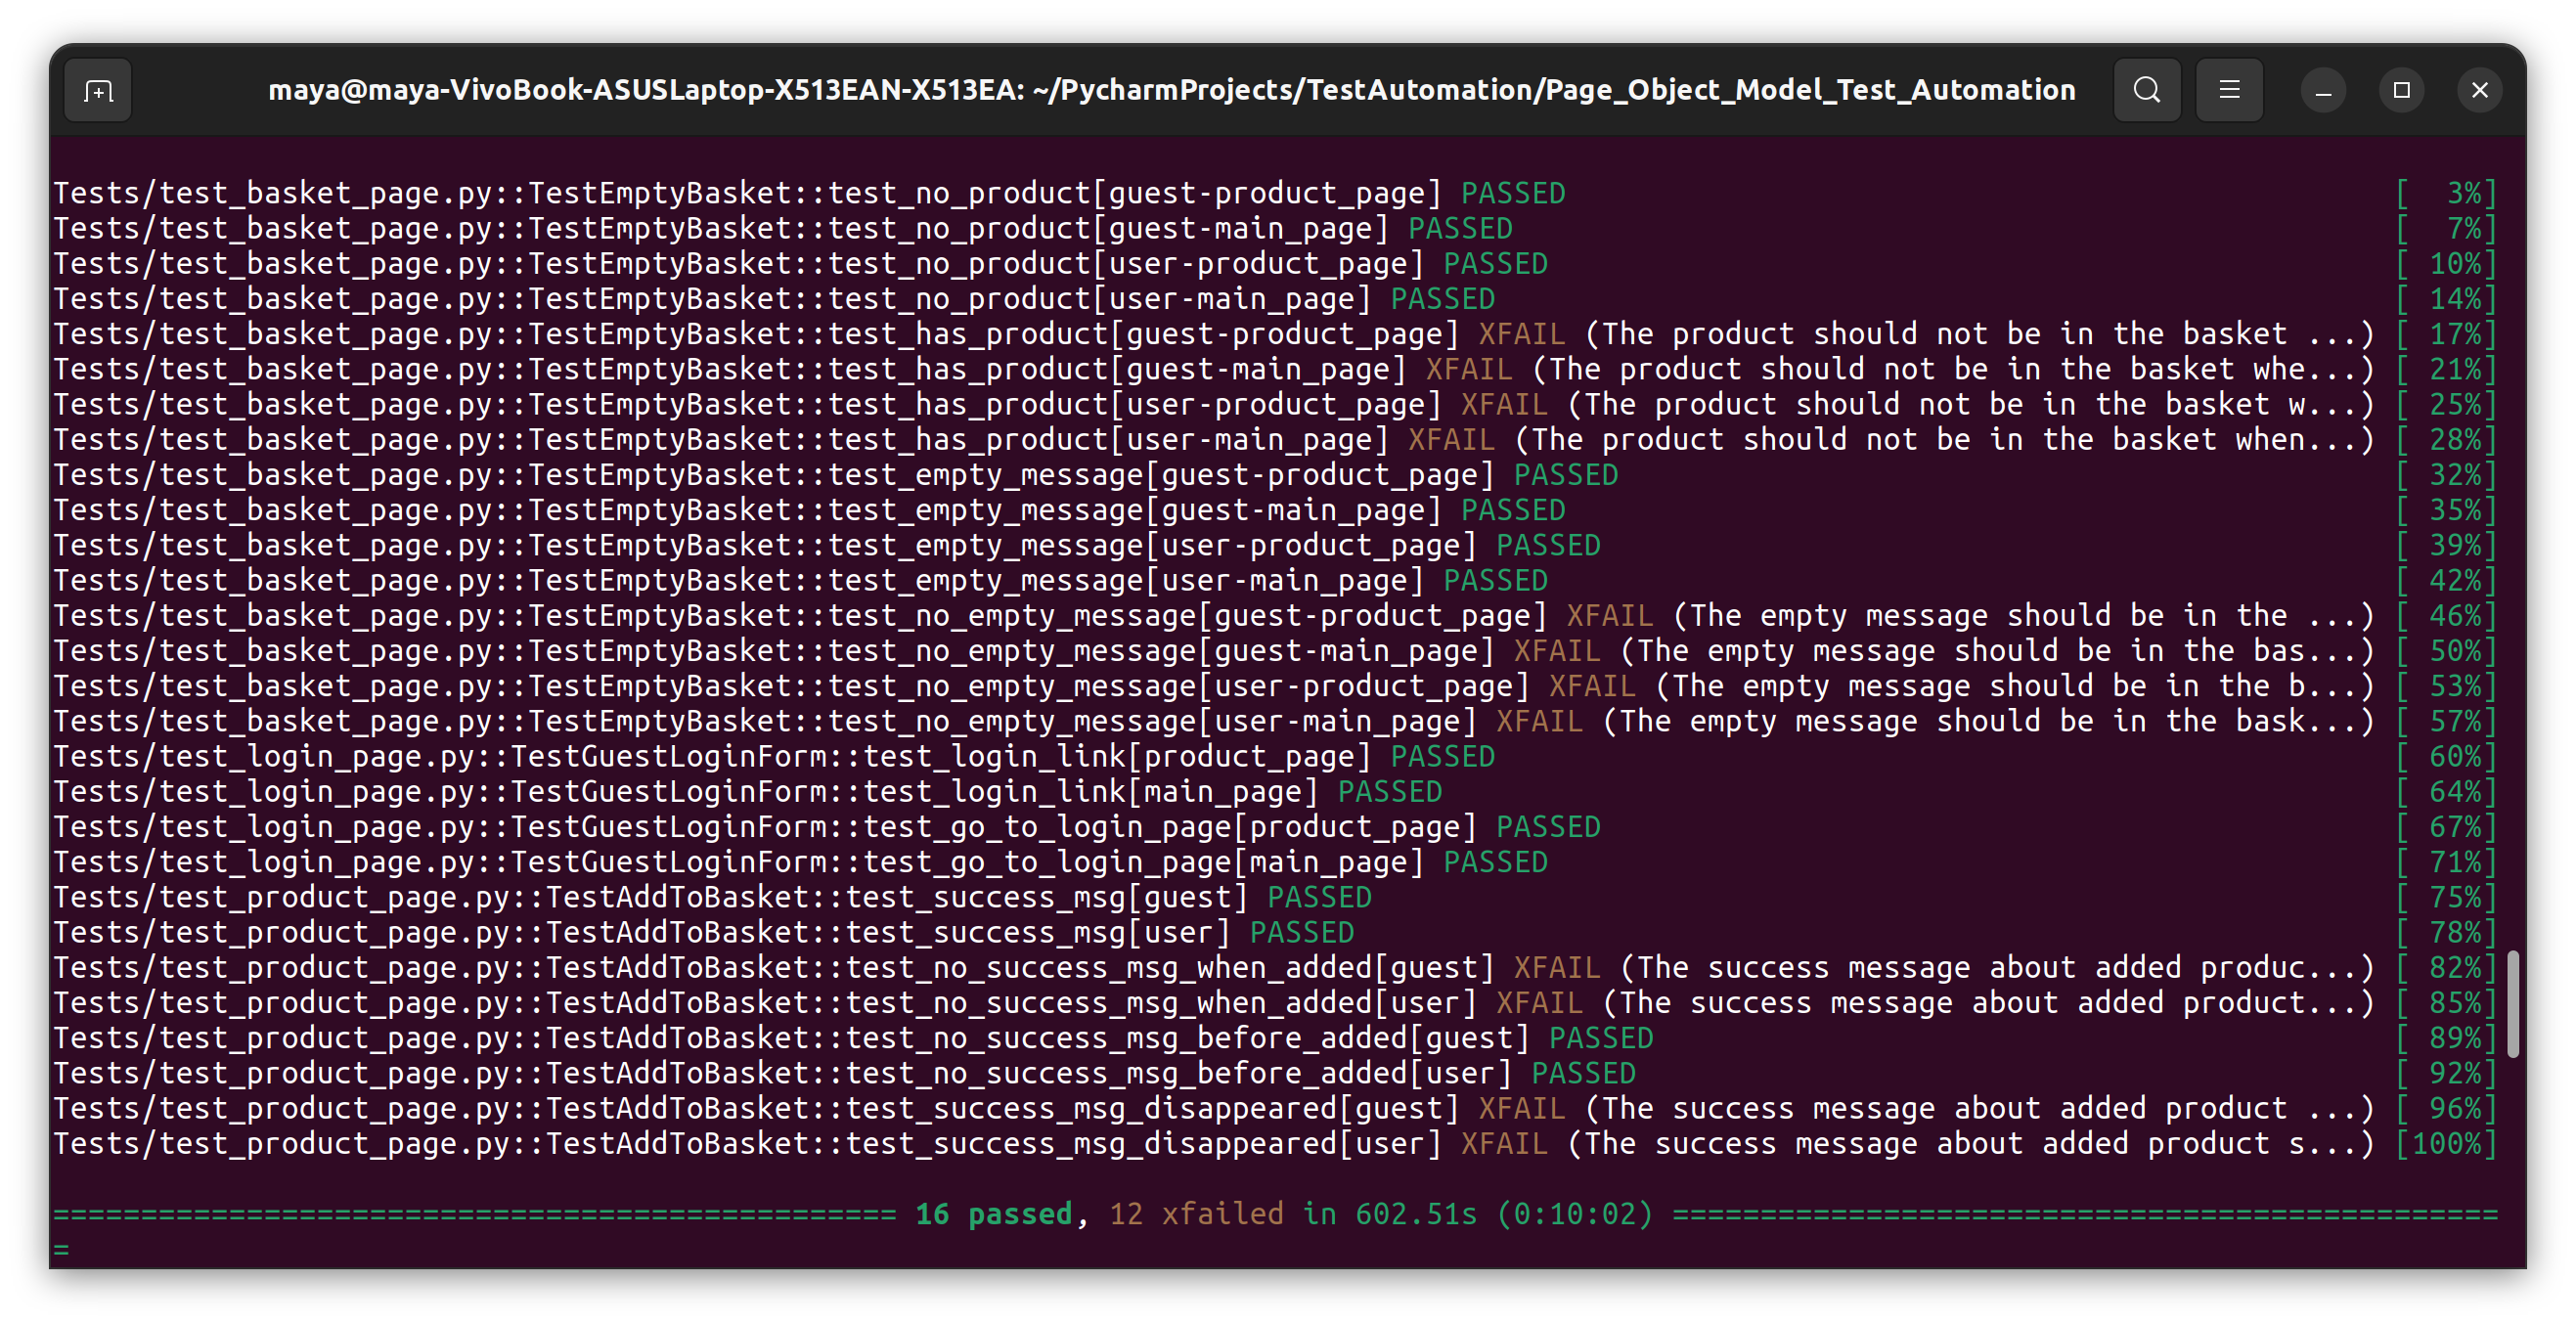 maya@maya-VivoBook-ASUSLaptop-X513EAN-X513EA: ~/PycharmProjects/TestAutomation/Page_Object_Model_Test_Automation
Tests/test_basket_page.py::TestEmptyBasket::test_no_product[guest-product_page] PASSED [  3%]
Tests/test_basket_page.py::TestEmptyBasket::test_no_product[guest-main_page] PASSED [  7%]
Tests/test_basket_page.py::TestEmptyBasket::test_no_product[user-product_page] PASSED [ 10%]
Tests/test_basket_page.py::TestEmptyBasket::test_no_product[user-main_page] PASSED [ 14%]
Tests/test_basket_page.py::TestEmptyBasket::test_has_product[guest-product_page] XFAIL (The product should not be in the basket ...) [ 17%]
Tests/test_basket_page.py::TestEmptyBasket::test_has_product[guest-main_page] XFAIL (The product should not be in the basket whe...) [ 21%]
Tests/test_basket_page.py::TestEmptyBasket::test_has_product[user-product_page] XFAIL (The product should not be in the basket w...) [ 25%]
Tests/test_basket_page.py::TestEmptyBasket::test_has_product[user-main_page] XFAIL (The product should not be in the basket when...) [ 28%]
Tests/test_basket_page.py::TestEmptyBasket::test_empty_message[guest-product_page] PASSED [ 32%]
Tests/test_basket_page.py::TestEmptyBasket::test_empty_message[guest-main_page] PASSED [ 35%]
Tests/test_basket_page.py::TestEmptyBasket::test_empty_message[user-product_page] PASSED [ 39%]
Tests/test_basket_page.py::TestEmptyBasket::test_empty_message[user-main_page] PASSED [ 42%]
Tests/test_basket_page.py::TestEmptyBasket::test_no_empty_message[guest-product_page] XFAIL (The empty message should be in the ...) [ 46%]
Tests/test_basket_page.py::TestEmptyBasket::test_no_empty_message[guest-main_page] XFAIL (The empty message should be in the bas...) [ 50%]
Tests/test_basket_page.py::TestEmptyBasket::test_no_empty_message[user-product_page] XFAIL (The empty message should be in the b...) [ 53%]
Tests/test_basket_page.py::TestEmptyBasket::test_no_empty_message[user-main_page] XFAIL (The empty message should be in the bask...) [ 57%]
Tests/test_login_page.py::TestGuestLoginForm::test_login_link[product_page] PASSED [ 60%]
Tests/test_login_page.py::TestGuestLoginForm::test_login_link[main_page] PASSED [ 64%]
Tests/test_login_page.py::TestGuestLoginForm::test_go_to_login_page[product_page] PASSED [ 67%]
Tests/test_login_page.py::TestGuestLoginForm::test_go_to_login_page[main_page] PASSED [ 71%]
Tests/test_product_page.py::TestAddToBasket::test_success_msg[guest] PASSED [ 75%]
Tests/test_product_page.py::TestAddToBasket::test_success_msg[user] PASSED [ 78%]
Tests/test_product_page.py::TestAddToBasket::test_no_success_msg_when_added[guest] XFAIL (The success message about added produc...) [ 82%]
Tests/test_product_page.py::TestAddToBasket::test_no_success_msg_when_added[user] XFAIL (The success message about added product...) [ 85%]
Tests/test_product_page.py::TestAddToBasket::test_no_success_msg_before_added[guest] PASSED [ 89%]
Tests/test_product_page.py::TestAddToBasket::test_no_success_msg_before_added[user] PASSED [ 92%]
Tests/test_product_page.py::TestAddToBasket::test_success_msg_disappeared[guest] XFAIL (The success message about added product ...) [ 96%]
Tests/test_product_page.py::TestAddToBasket::test_success_msg_disappeared[user] XFAIL (The success message about added product s...) [100%]
================================================ 16 passed, 12 xfailed in 602.51s (0:10:02) ===============================================
=